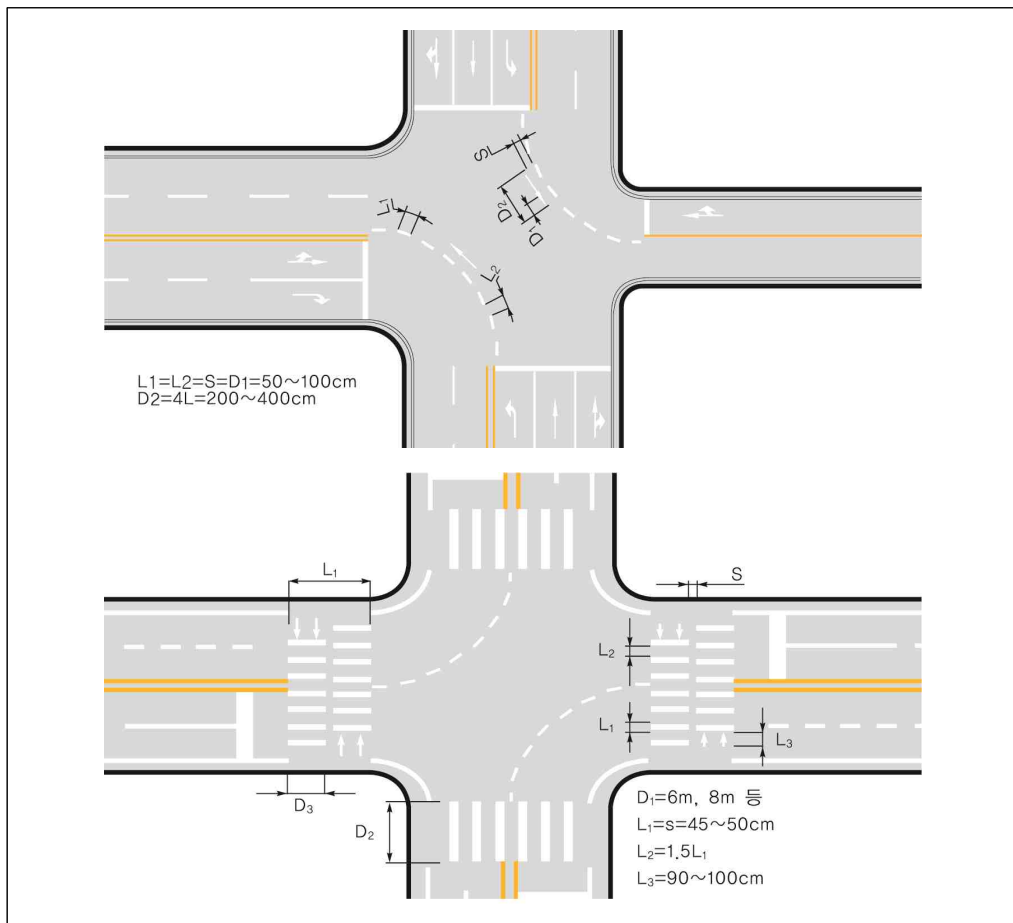 S
L1
D2
D1
L2
L1=L2=S=D1=50~100cm
D2=4L=200~400cm
L₁
S
L₂
L₁
L₃
D₃
D₂
D₁=6m, 8m 등
L₁=s=45~50cm
L₂=1.5L₁
L₃=90~100cm